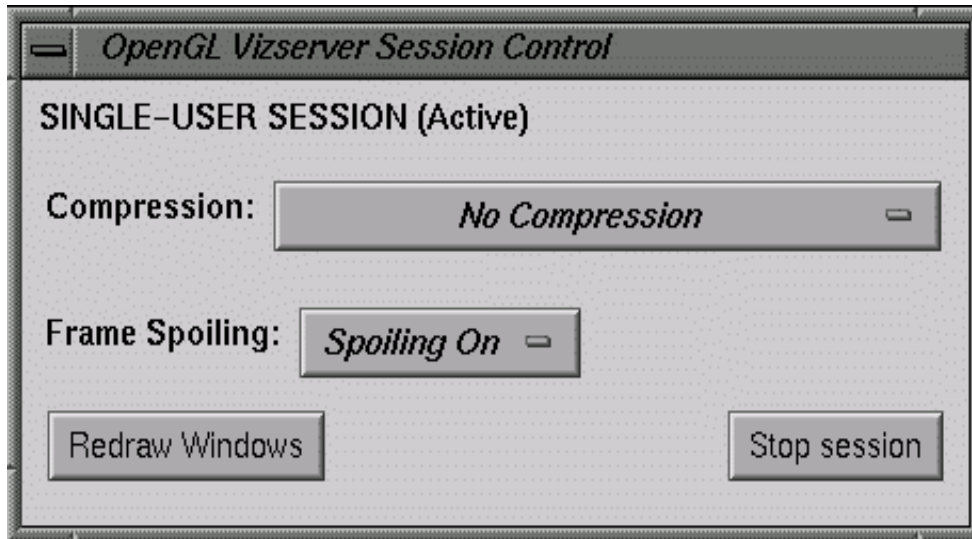 OpenGL Vizserver Session Control
SINGLE-USER SESSION (Active)
Compression: No Compression
Frame Spoiling: Spoiling On
Redraw Windows Stop session